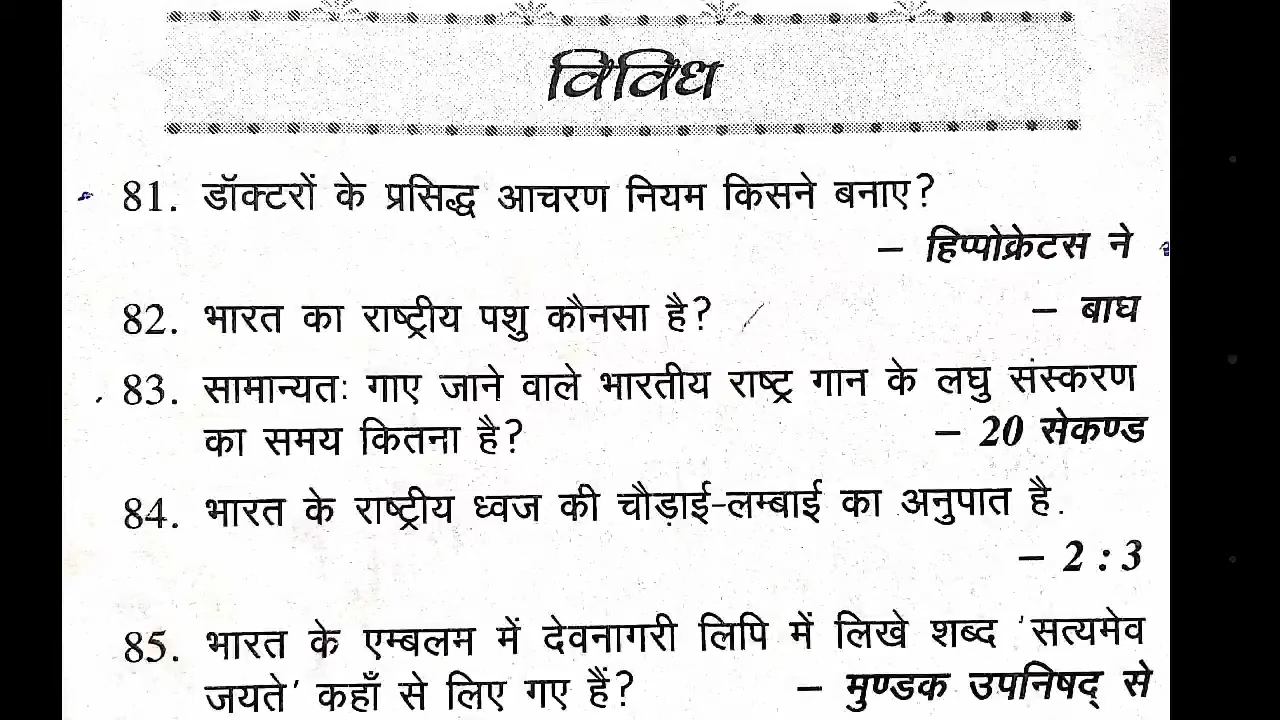 विविध
81. डॉक्टरों के प्रसिद्ध आचरण नियम किसने बनाए?
– हिप्पोक्रेटस ने
82. भारत का राष्ट्रीय पशु कौनसा है? – बाघ
83. सामान्यतः गाए जाने वाले भारतीय राष्ट्र गान के लघु संस्करण
का समय कितना है? – 20 सेकण्ड
84. भारत के राष्ट्रीय ध्वज की चौड़ाई-लम्बाई का अनुपात है.
– 2 : 3
85. भारत के एम्बलम में देवनागरी लिपि में लिखे शब्द 'सत्यमेव
जयते' कहाँ से लिए गए हैं? – मुण्डक उपनिषद् से